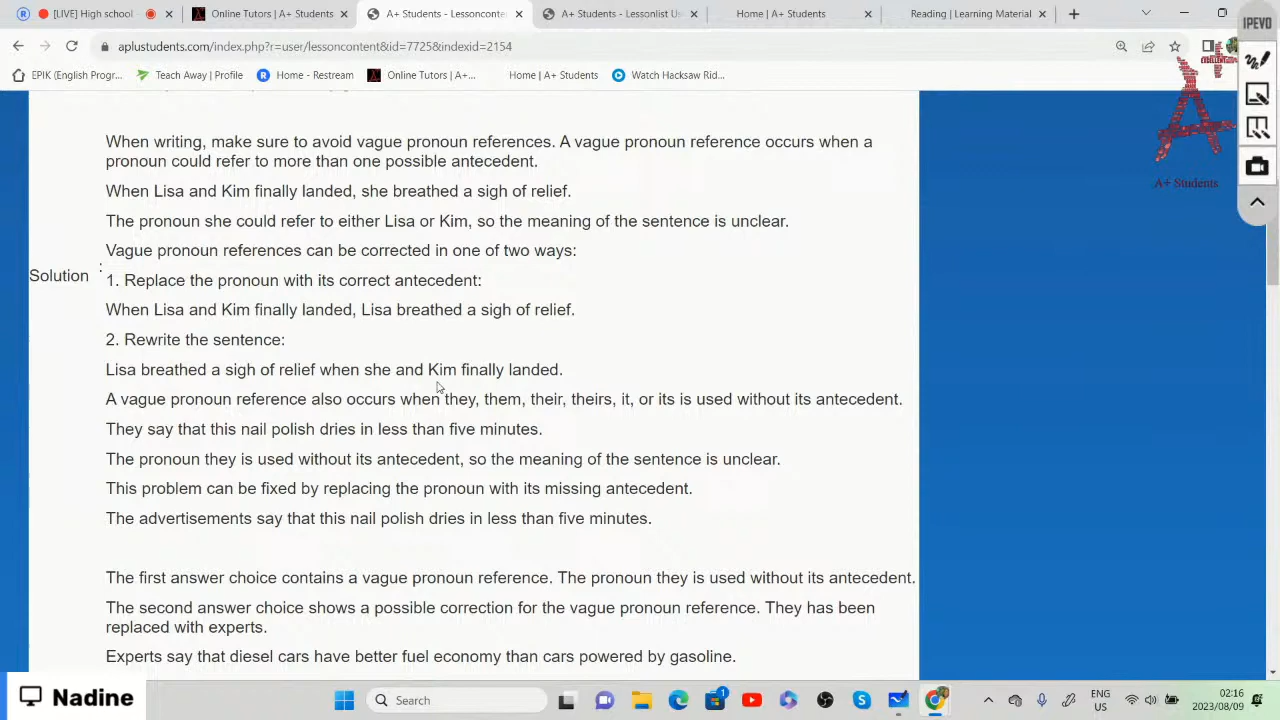 [LIVE] High school
Online Tutors | A+ Students
A+ Students - Lessonconte
A+ Students - Lessonlist Us
Home | A+ Students
Reading | Learning Material
aplustudents.com/index.php?r=user/lessoncontent&id=7725&indexid=2154
IPEVO
EPIK (English Progr...
Teach Away | Profile
Home - Restream
Online Tutors | A+...
Home | A+ Students
Watch Hacksaw Rid...
A+ Students
When writing, make sure to avoid vague pronoun references. A vague pronoun reference occurs when a
pronoun could refer to more than one possible antecedent.
When Lisa and Kim finally landed, she breathed a sigh of relief.
The pronoun she could refer to either Lisa or Kim, so the meaning of the sentence is unclear.
Vague pronoun references can be corrected in one of two ways:
Solution :
1. Replace the pronoun with its correct antecedent:
When Lisa and Kim finally landed, Lisa breathed a sigh of relief.
2. Rewrite the sentence:
Lisa breathed a sigh of relief when she and Kim finally landed.
A vague pronoun reference also occurs when they, them, their, theirs, it, or its is used without its antecedent.
They say that this nail polish dries in less than five minutes.
The pronoun they is used without its antecedent, so the meaning of the sentence is unclear.
This problem can be fixed by replacing the pronoun with its missing antecedent.
The advertisements say that this nail polish dries in less than five minutes.
The first answer choice contains a vague pronoun reference. The pronoun they is used without its antecedent.
The second answer choice shows a possible correction for the vague pronoun reference. They has been
replaced with experts.
Experts say that diesel cars have better fuel economy than cars powered by gasoline.
Nadine
Search
1
ENG
US
02:16
2023/08/09